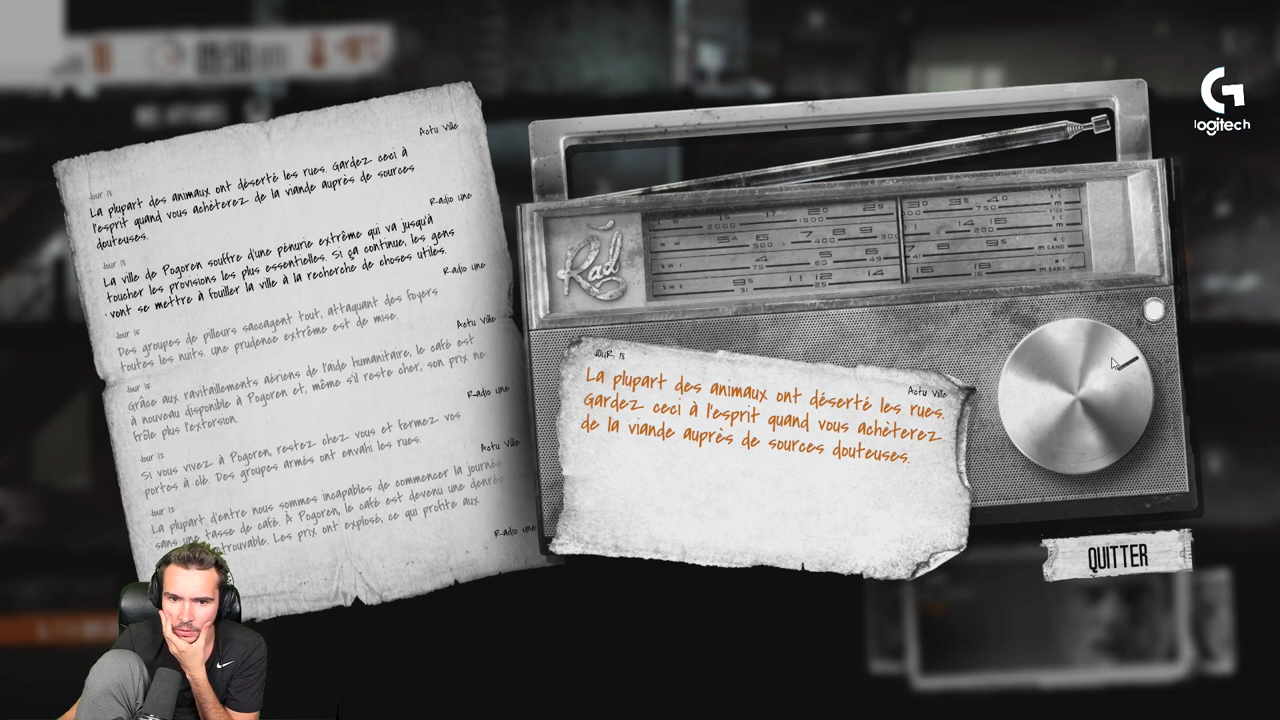 Actu Ville
Jour 18
La plupart des animaux ont déserté les rues. Gardez ceci à
l'esprit quand vous achèterez de la viande auprès de sources
douteuses.
Radio une
Jour 18
La ville de Pogoren souffre d'une pénurie extrême qui va jusqu'à
toucher les provisions les plus essentielles. Si ça continue, les gens
vont se mettre à fouiller la ville à la recherche de choses utiles.
Radio une
Jour 15
Des groupes de pilleurs saccagent tout, attaquant des foyers
toutes les nuits. Une prudence extrême est de mise.
Actu Ville
Jour 15
Grâce aux ravitaillements aériens de l'aide humanitaire, le café est
à nouveau disponible à Pogoren et, même s'il reste cher, son prix ne
frôle plus l'extorsion.
Radio une
Jour 12
Si vous vivez à Pogoren, restez chez vous et fermez vos
portes à clé. Des groupes armés ont envahi les rues.
Actu Ville
Jour 12
La plupart d'entre nous sommes incapables de commencer la journée
sans une tasse de café. À Pogoren, le café est devenu une denrée
trouvable. Les prix ont explosé, ce qui profite aux
Radio une
Rad
JOUR 18
Actu Ville
La plupart des animaux ont déserté les rues.
Gardez ceci à l'esprit quand vous achèterez
de la viande auprès de sources douteuses.
QUITTER
logitech